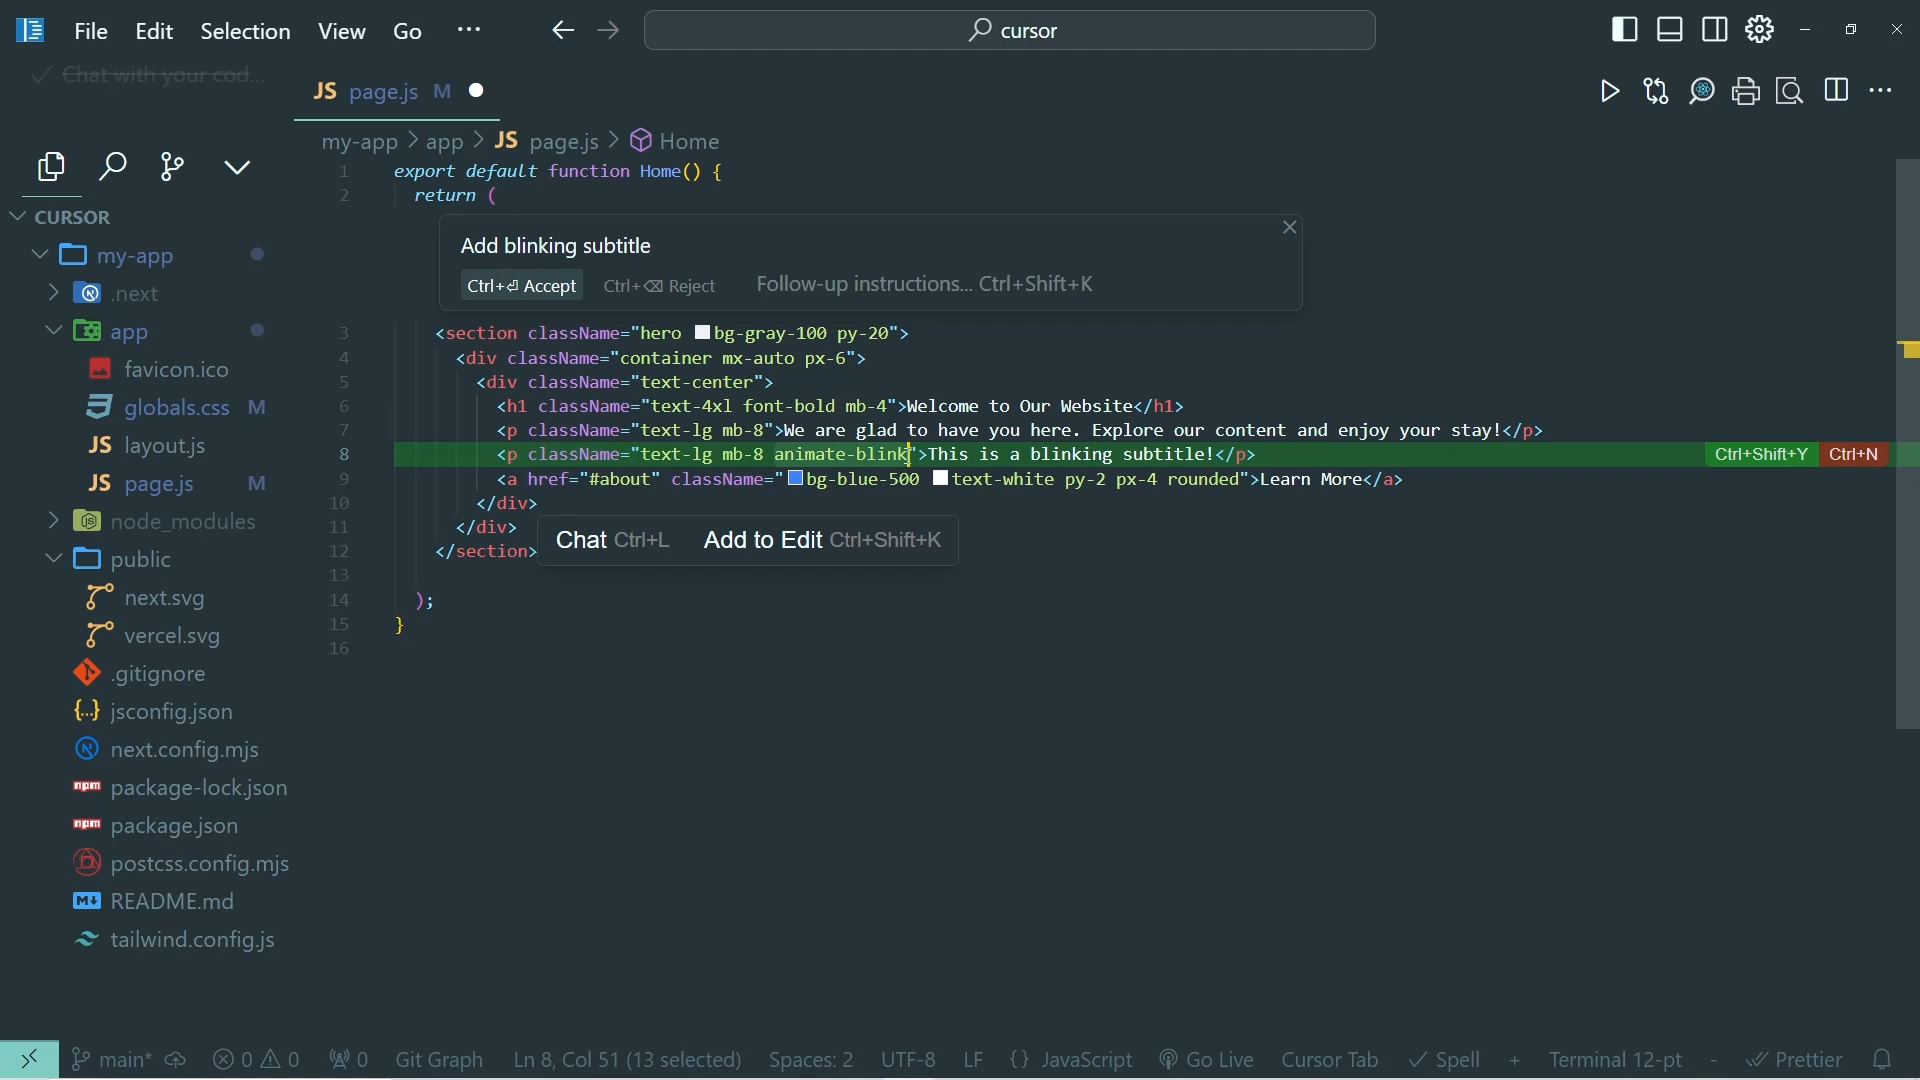 File Edit Selection View Go ···
cursor
Chat with your cod...
JS page.js M
my-app > app > JS page.js > Home
CURSOR
my-app
.next
app
favicon.ico
globals.css M
layout.js
page.js M
node_modules
public
next.svg
vercel.svg
.gitignore
jsconfig.json
next.config.mjs
package-lock.json
package.json
postcss.config.mjs
README.md
tailwind.config.js
1 export default function Home() {
2 return (
Add blinking subtitle
Ctrl+⏎ Accept Ctrl+⌫ Reject Follow-up instructions... Ctrl+Shift+K
3 <section className="hero bg-gray-100 py-20">
4 <div className="container mx-auto px-6">
5 <div className="text-center">
6 <h1 className="text-4xl font-bold mb-4">Welcome to Our Website</h1>
7 <p className="text-lg mb-8">We are glad to have you here. Explore our content and enjoy your stay!</p>
8 <p className="text-lg mb-8 animate-blink">This is a blinking subtitle!</p> Ctrl+Shift+Y Ctrl+N
9 <a href="#about" className="bg-blue-500 text-white py-2 px-4 rounded">Learn More</a>
10 </div>
11 </div>
12 </section>
Chat Ctrl+L Add to Edit Ctrl+Shift+K
13
14 );
15 }
16
main* 0 0 0 Git Graph Ln 8, Col 51 (13 selected) Spaces: 2 UTF-8 LF {} JavaScript Go Live Cursor Tab Spell + Terminal 12-pt - Prettier